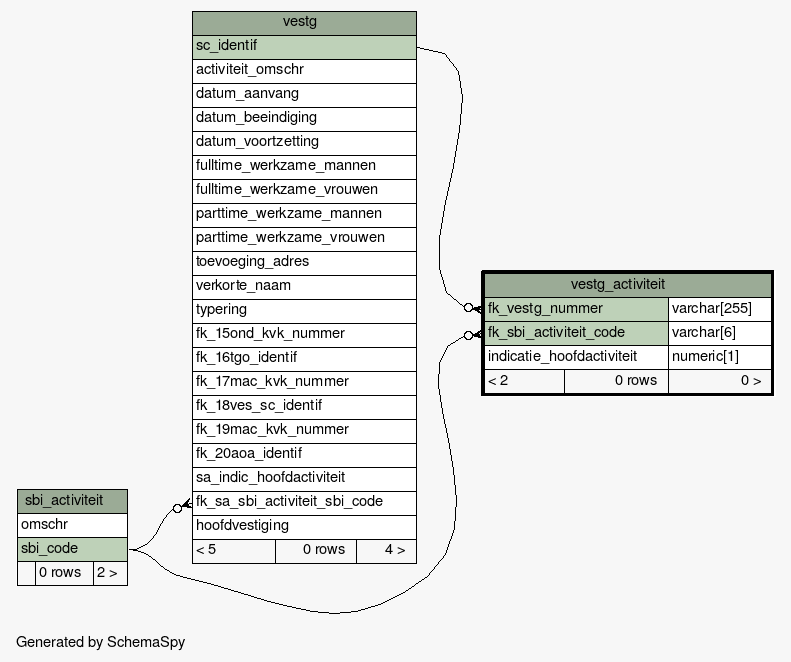 vestg
sc_identif
activiteit_omschr
datum_aanvang
datum_beeindiging
datum_voortzetting
fulltime_werkzame_mannen
fulltime_werkzame_vrouwen
parttime_werkzame_mannen
parttime_werkzame_vrouwen
toevoeging_adres
verkorte_naam
typering
fk_15ond_kvk_nummer
fk_16tgo_identif
fk_17mac_kvk_nummer
fk_18ves_sc_identif
fk_19mac_kvk_nummer
fk_20aoa_identif
sa_indic_hoofdactiviteit
fk_sa_sbi_activiteit_sbi_code
hoofdvestiging
< 5 0 rows 4 >
vestg_activiteit
fk_vestg_nummer varchar[255]
fk_sbi_activiteit_code varchar[6]
indicatie_hoofdactiviteit numeric[1]
< 2 0 rows 0 >
sbi_activiteit
omschr
sbi_code
0 rows 2 >
Generated by SchemaSpy